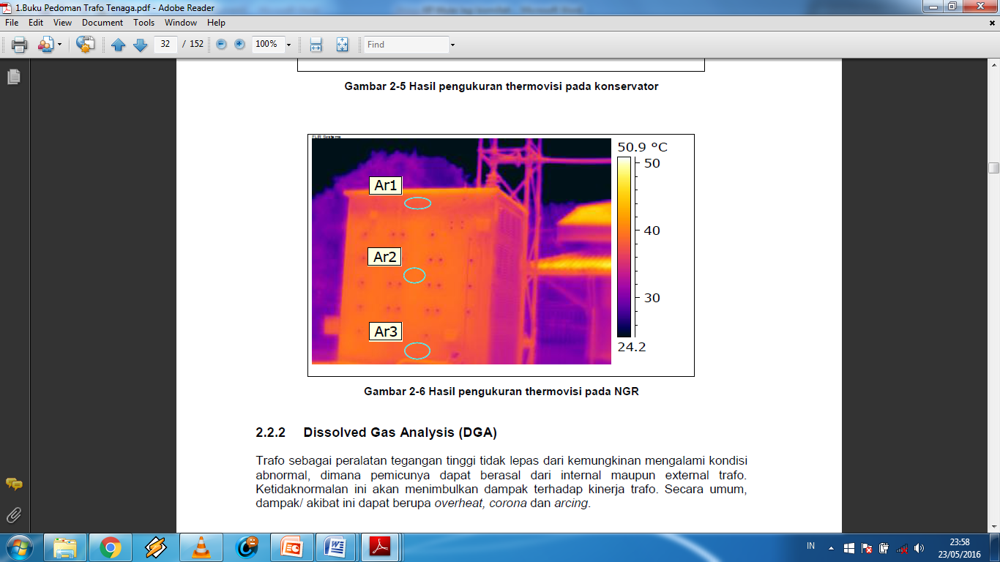 1.Buku Pedoman Trafo Tenaga.pdf - Adobe Reader
File Edit View Document Tools Window Help
32 / 152 100% Find
Gambar 2-5 Hasil pengukuran thermovisi pada konservator
FLIR Systems
50.9 °C
50
Ar1
40
Ar2
30
Ar3
24.2
Gambar 2-6 Hasil pengukuran thermovisi pada NGR
2.2.2 Dissolved Gas Analysis (DGA)
Trafo sebagai peralatan tegangan tinggi tidak lepas dari kemungkinan mengalami kondisi
abnormal, dimana pemicunya dapat berasal dari internal maupun external trafo.
Ketidaknormalan ini akan menimbulkan dampak terhadap kinerja trafo. Secara umum,
dampak/ akibat ini dapat berupa overheat, corona dan arcing.
IN
23:58
23/05/2016